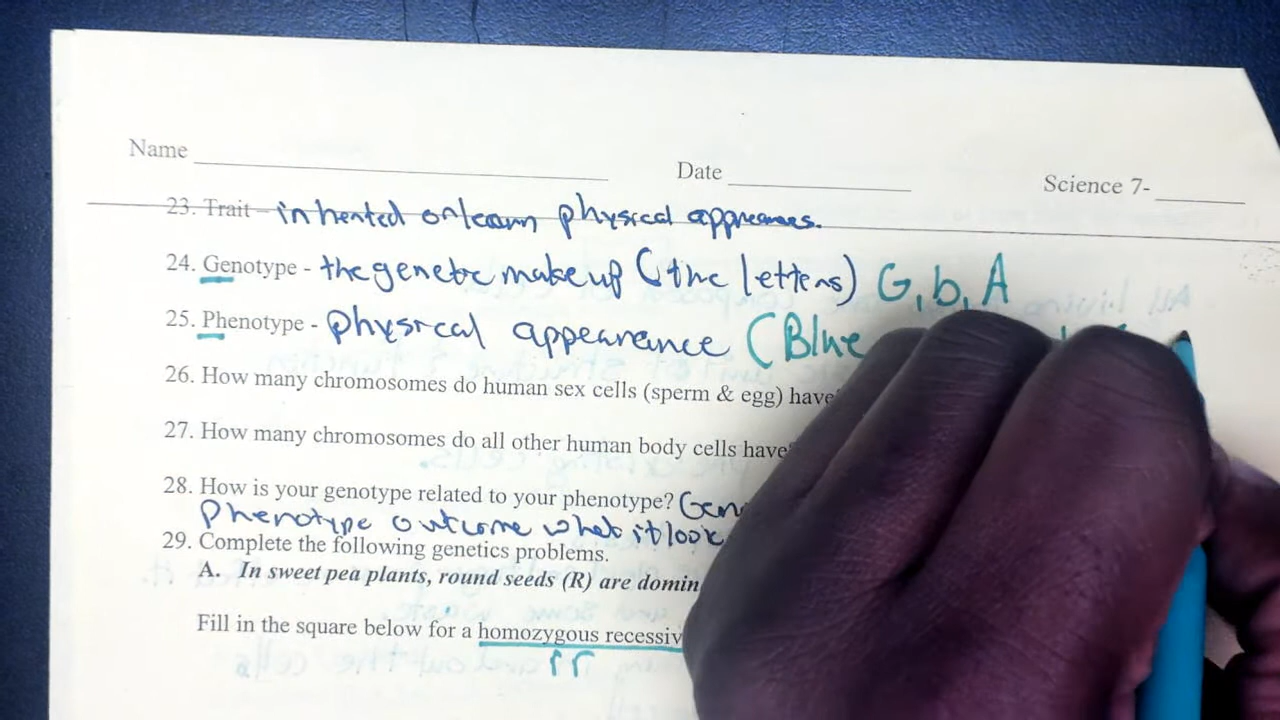 Name
Date
Science 7-
23. Trait - inherited or learn physical
24. Genotype - the genetic makeup (the letters) G, b, A
25. Phenotype - physical appearance (Blue
26. How many chromosomes do human sex cells (sperm & egg) have
27. How many chromosomes do all other human body cells have
28. How is your genotype related to your phenotype?
Phenotype outcome what it look
29. Complete the following genetics problems.
A. In sweet pea plants, round seeds (R) are domin
Fill in the square below for a homozygous recessiv
rr